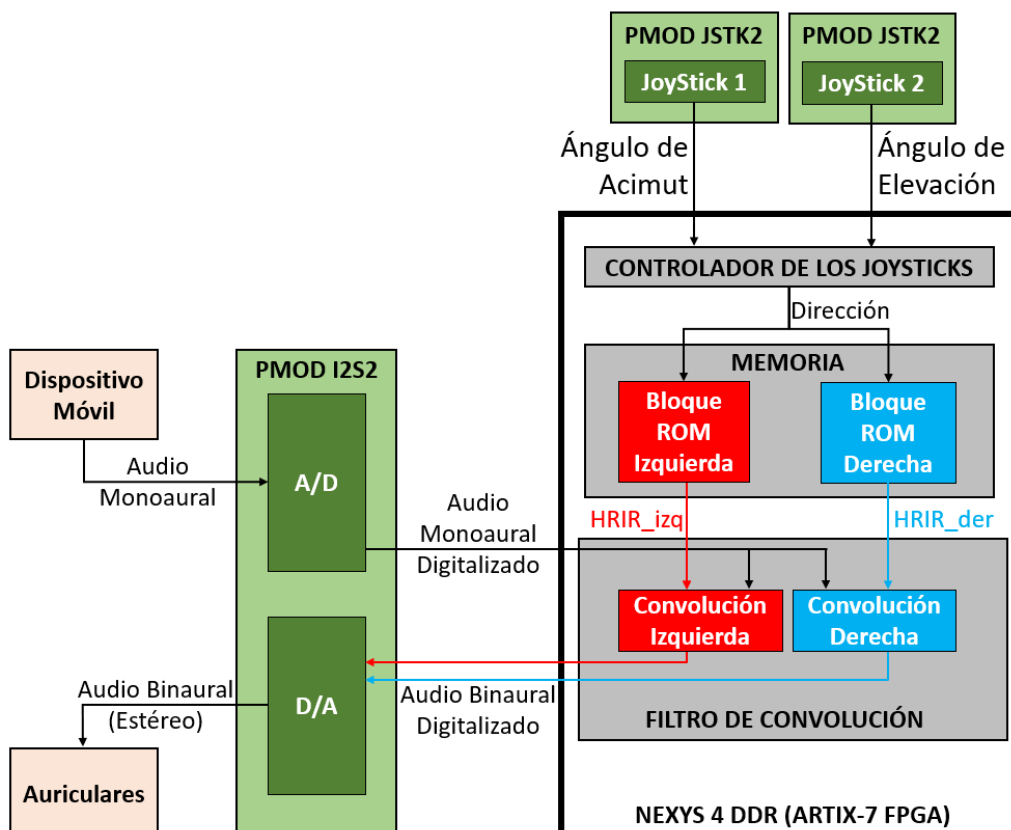 PMOD JSTK2
JoyStick 1
PMOD JSTK2
JoyStick 2
Ángulo de
Acimut
Ángulo de
Elevación
CONTROLADOR DE LOS JOYSTICKS
Dirección
MEMORIA
Bloque
ROM
Izquierda
Bloque
ROM
Derecha
HRIR_izq
HRIR_der
Dispositivo
Móvil
Audio
Monoaural
PMOD I2S2
A/D
Audio
Monoaural
Digitalizado
Convolución
Izquierda
Convolución
Derecha
FILTRO DE CONVOLUCIÓN
D/A
Audio Binaural
Digitalizado
Audio Binaural
(Estéreo)
Auriculares
NEXYS 4 DDR (ARTIX-7 FPGA)